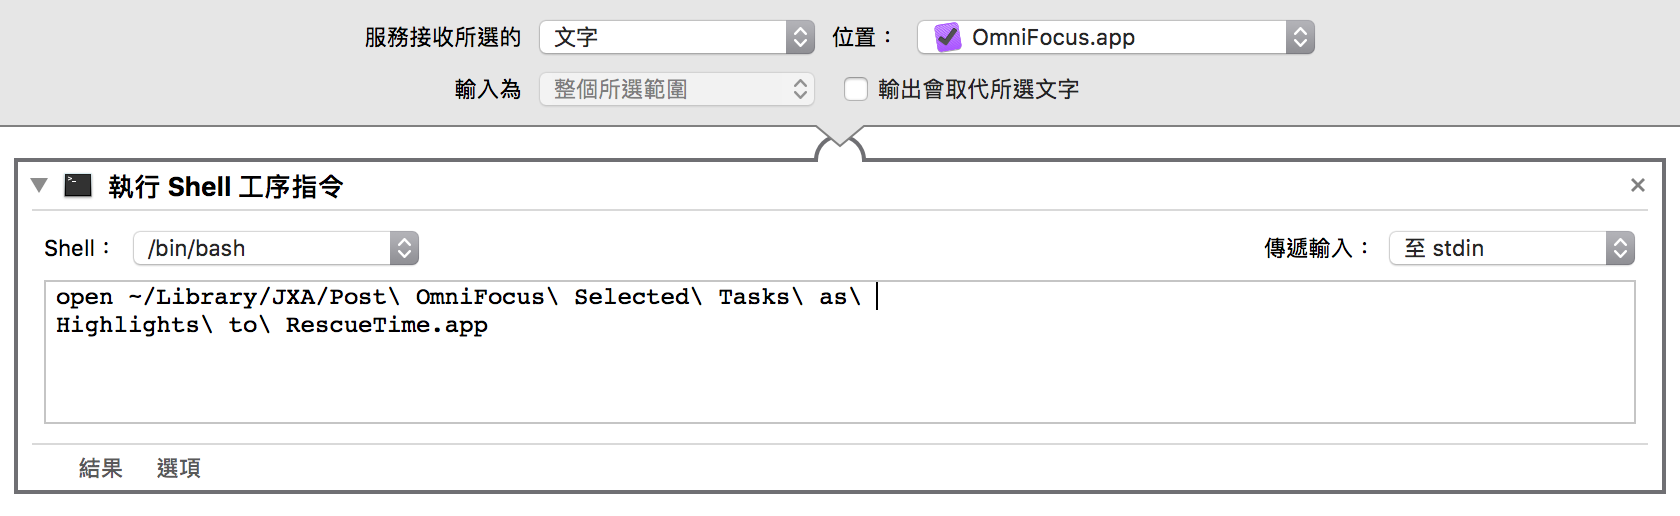 服務接收所選的 文字 位置： OmniFocus.app
輸入為 整個所選範圍 輸出會取代所選文字
執行 Shell 工序指令
Shell： /bin/bash 傳遞輸入： 至 stdin
open ~/Library/JXA/Post\ OmniFocus\ Selected\ Tasks\ as\
Highlights\ to\ RescueTime.app
結果 選項